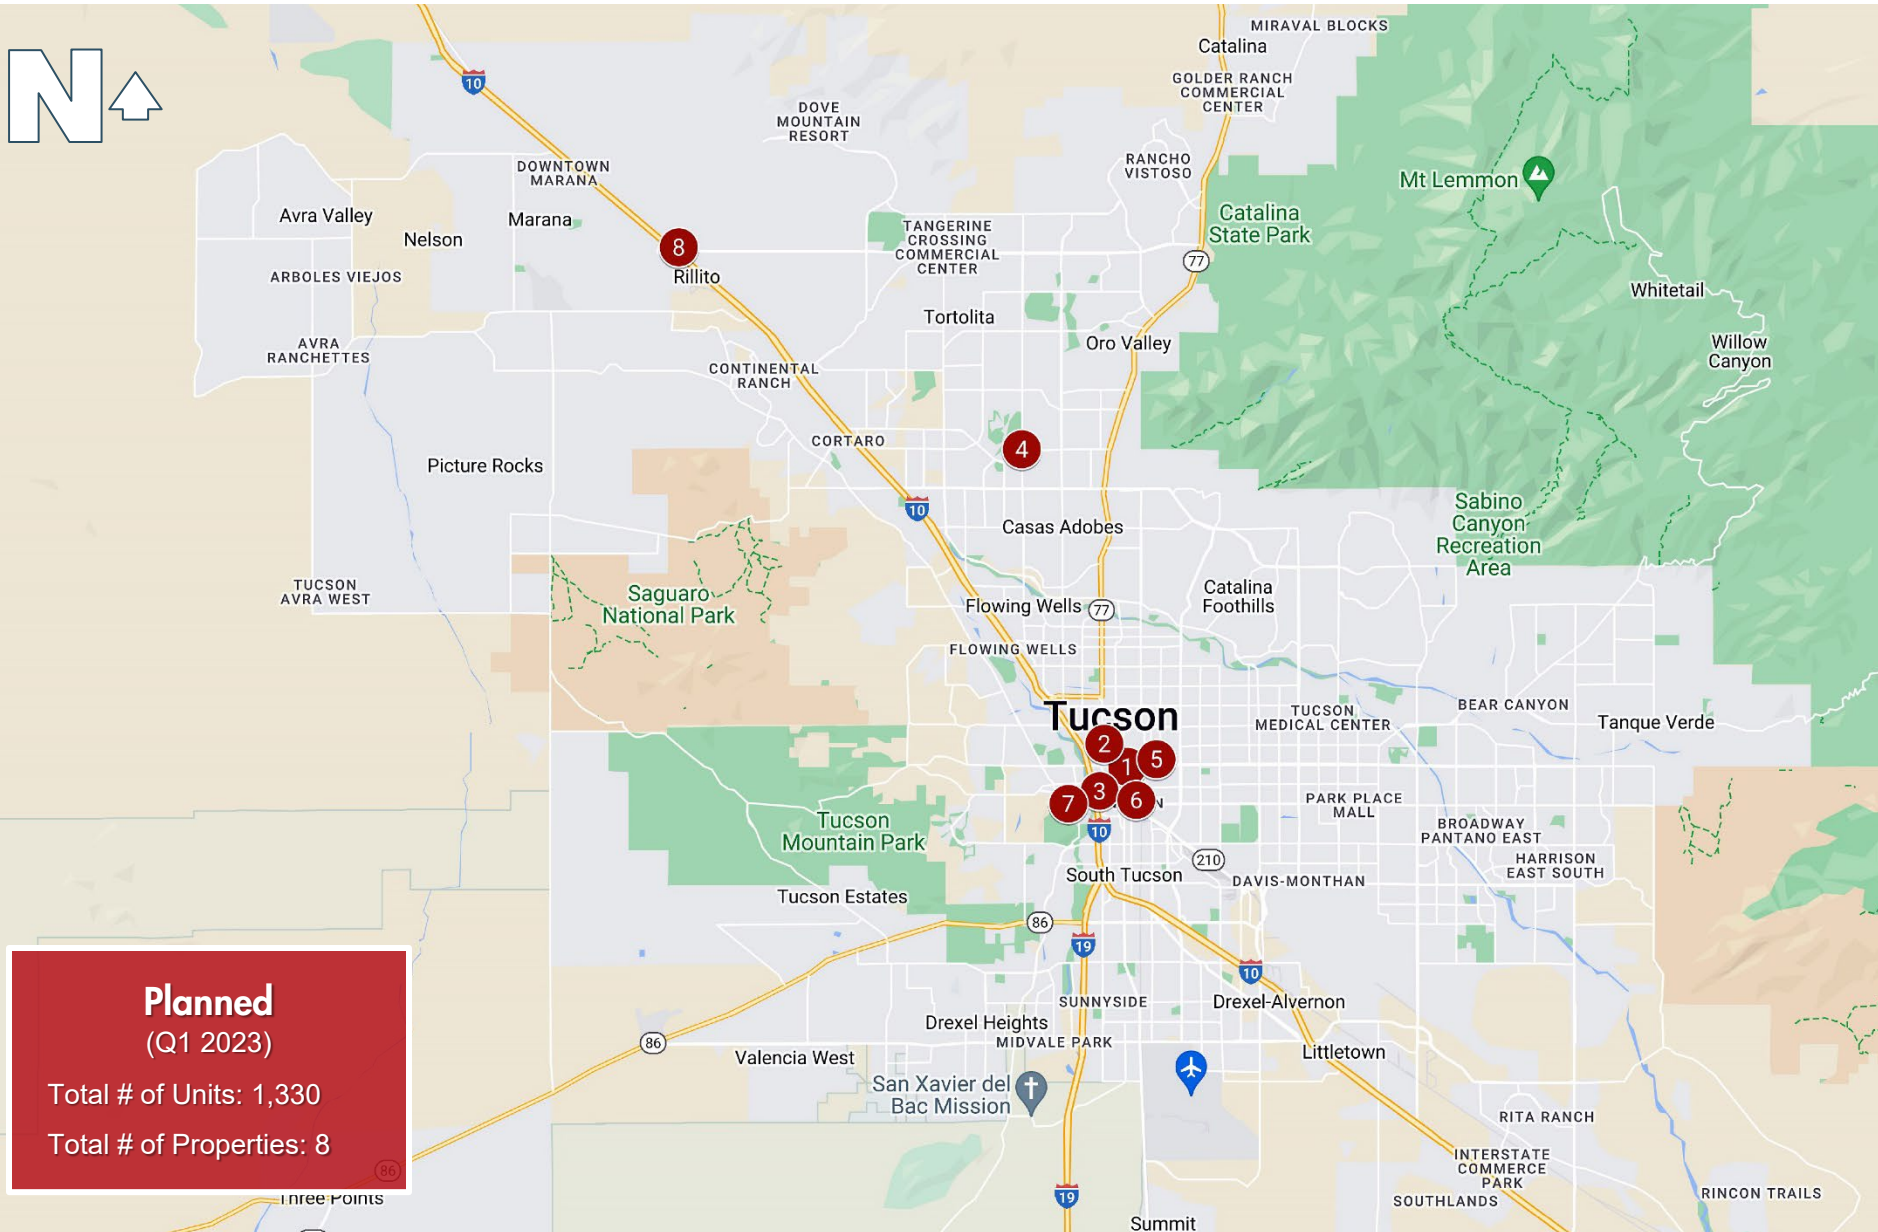 N
MIRAVAL BLOCKS
Catalina
GOLDER RANCH
COMMERCIAL
CENTER
10
DOVE
MOUNTAIN
RESORT
DOWNTOWN
MARANA
RANCHO
VISTOSO
Mt Lemmon
Avra Valley
Marana
Nelson
Catalina
State Park
TANGERINE
CROSSING
COMMERCIAL
CENTER
8
Rillito
77
ARBOLES VIEJOS
Whitetail
Tortolita
Oro Valley
AVRA
RANCHETTES
Willow
Canyon
CONTINENTAL
RANCH
CORTARO
4
Picture Rocks
10
Casas Adobes
Sabino
Canyon
Recreation
Area
TUCSON
AVRA WEST
Saguaro
National Park
Flowing Wells
77
Catalina
Foothills
FLOWING WELLS
Tucson
TUCSON
MEDICAL CENTER
BEAR CANYON
Tanque Verde
2
1
5
3
6
7
N
10
PARK PLACE
MALL
Tucson
Mountain Park
BROADWAY
PANTANO EAST
210
HARRISON
EAST SOUTH
South Tucson
DAVIS-MONTHAN
Tucson Estates
86
19
10
SUNNYSIDE
Drexel-Alvernon
Drexel Heights
MIDVALE PARK
86
Valencia West
Littletown
San Xavier del
Bac Mission
RITA RANCH
INTERSTATE
COMMERCE
PARK
SOUTHLANDS
RINCON TRAILS
19
Summit
Planned
(Q1 2023)
Total # of Units: 1,330
Total # of Properties: 8
86
Three Points